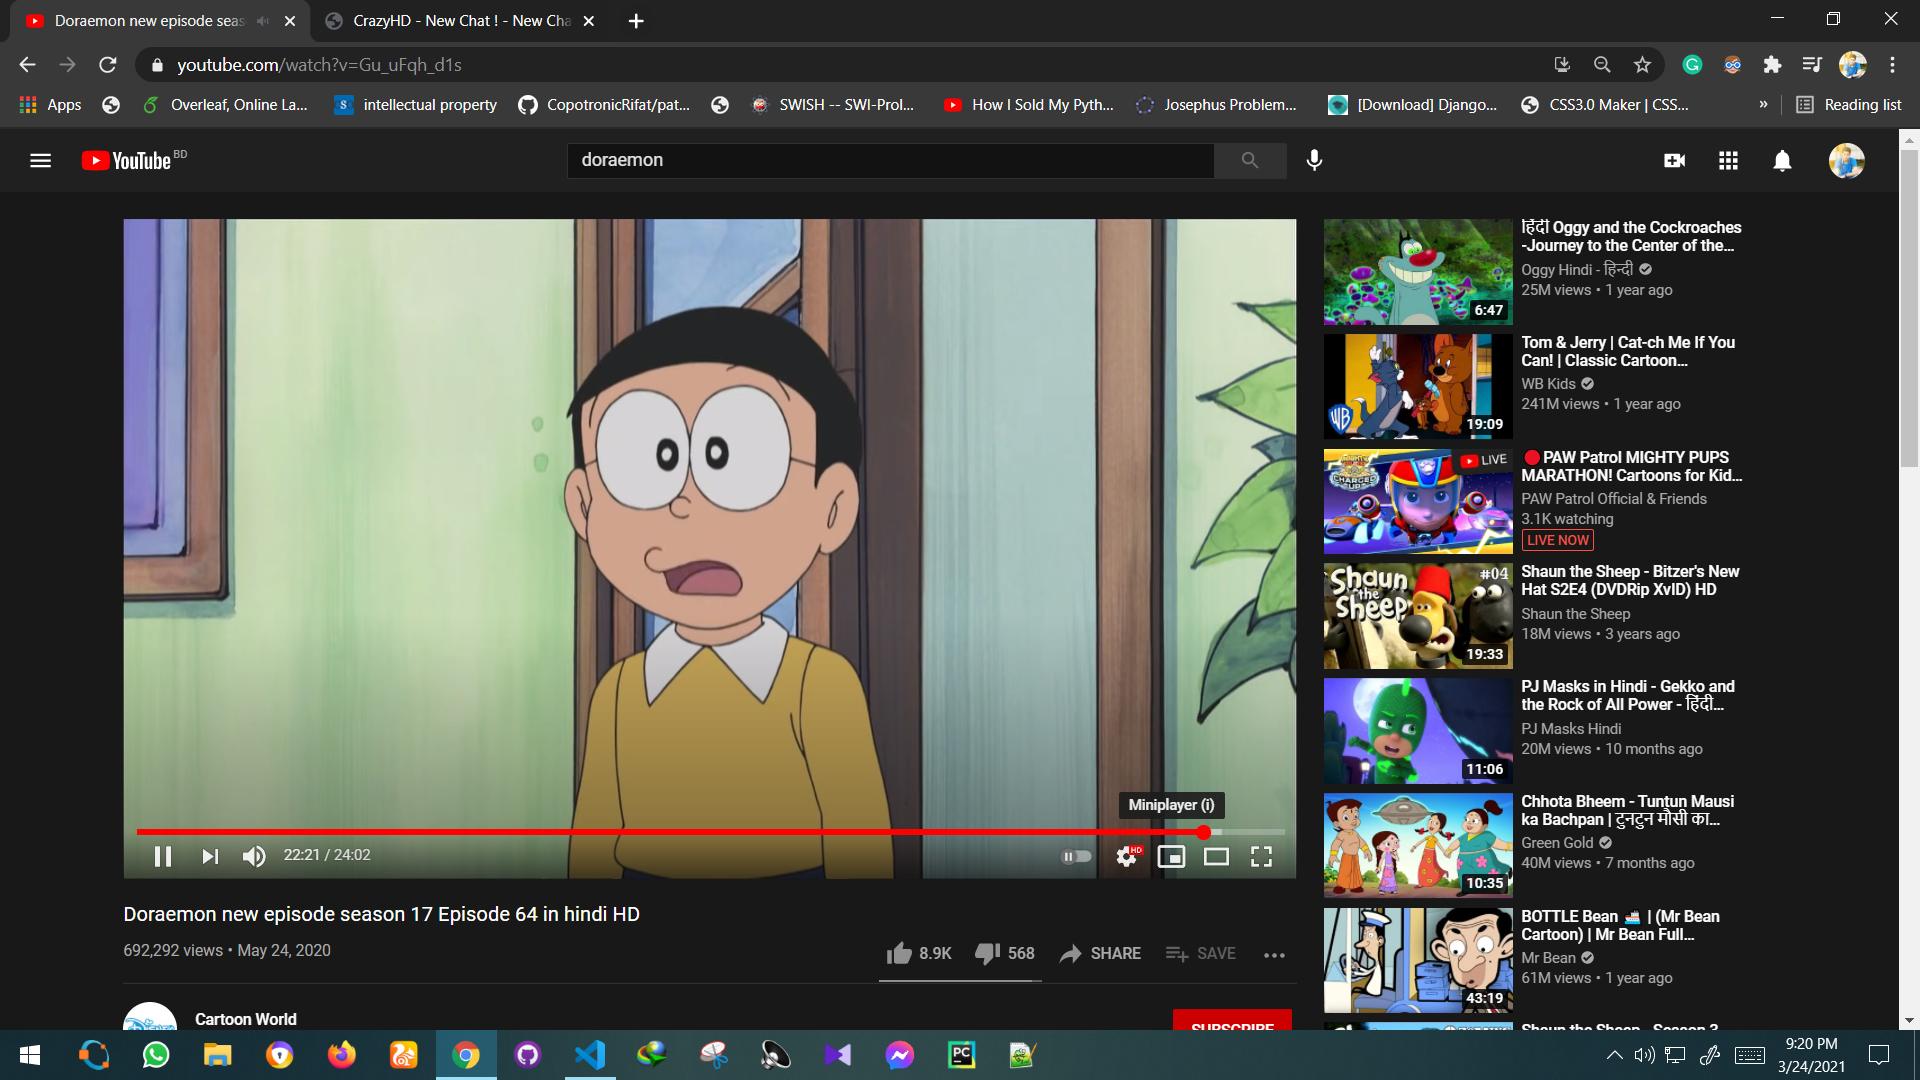 Doraemon new episode seas
CrazyHD - New Chat ! - New Cha
youtube.com/watch?v=Gu_uFqh_d1s
Apps
Overleaf, Online La...
intellectual property
CopotronicRifat/pat...
SWISH -- SWI-Prol...
How I Sold My Pyth...
Josephus Problem...
[Download] Django...
CSS3.0 Maker | CSS...
»
Reading list
YouTube BD
doraemon
Miniplayer (i)
22:21 / 24:02
HD
Doraemon new episode season 17 Episode 64 in hindi HD
692,292 views • May 24, 2020
8.9K
568
SHARE
SAVE
Cartoon World
SUBSCRIBE
हिंदी Oggy and the Cockroaches
-Journey to the Center of the...
Oggy Hindi - हिन्दी
25M views • 1 year ago
6:47
Tom & Jerry | Cat-ch Me If You
Can! | Classic Cartoon...
WB Kids
241M views • 1 year ago
WB
19:09
🔴PAW Patrol MIGHTY PUPS
MARATHON! Cartoons for Kid...
PAW Patrol Official & Friends
3.1K watching
LIVE NOW
CHARGED UP
LIVE
Shaun the Sheep - Bitzer's New
Hat S2E4 (DVDRip XvID) HD
Shaun the Sheep
18M views • 3 years ago
Shaun
the
Sheep
#04
19:33
PJ Masks in Hindi - Gekko and
the Rock of All Power - हिंदी...
PJ Masks Hindi
20M views • 10 months ago
11:06
Chhota Bheem - Tuntun Mausi
ka Bachpan | टुनटुन मौसी का...
Green Gold
40M views • 7 months ago
10:35
BOTTLE Bean 🚢 | (Mr Bean
Cartoon) | Mr Bean Full...
Mr Bean
61M views • 1 year ago
43:19
Shaun the Sheep - Season 3
PC
9:20 PM
3/24/2021